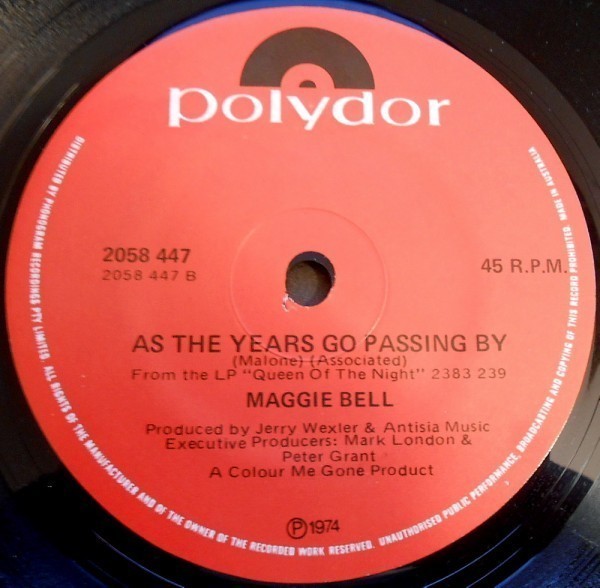 polydor
2058 447
2058 447 B
45 R.P.M.
AS THE YEARS GO PASSING BY
(Malone) (Associated)
From the LP "Queen Of The Night" 2383 239
MAGGIE BELL
Produced by Jerry Wexler & Antisia Music
Executive Producers: Mark London &
Peter Grant
A Colour Me Gone Product
Ⓟ 1974
DISTRIBUTED BY PHONOGRAM RECORDINGS PTY LIMITED. ALL RIGHTS OF THE MANUFACTURER AND OF THE OWNER OF THE RECORDED WORK RESERVED. UNAUTHORISED PUBLIC PERFORMANCE, BROADCASTING AND COPYING OF THIS RECORD PROHIBITED. MADE IN AUSTRALIA